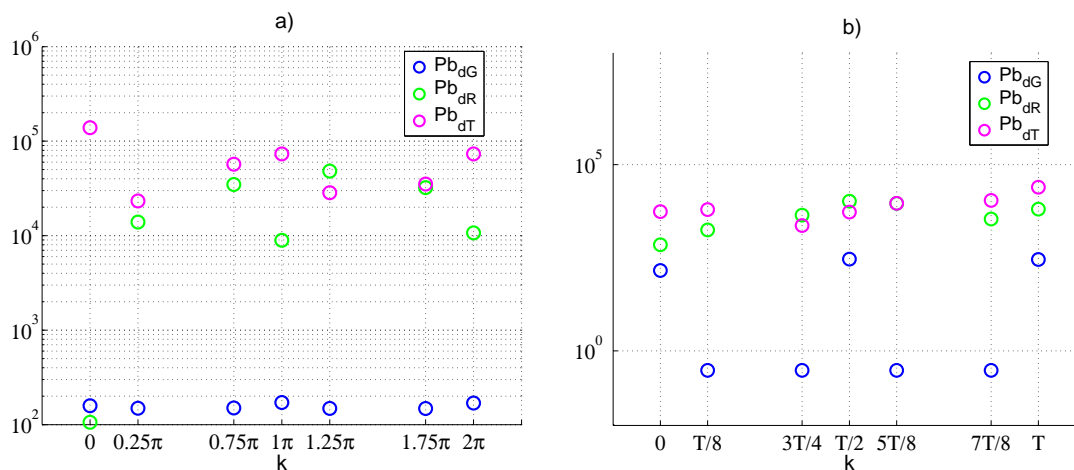 a)
10^6
10^5
10^4
10^3
10^2
0 0.25π 0.75π 1π 1.25π 1.75π 2π
k
Pb_dG
Pb_dR
Pb_dT
b)
10^5
10^0
0 T/8 3T/4 T/2 5T/8 7T/8 T
k
Pb_dG
Pb_dR
Pb_dT